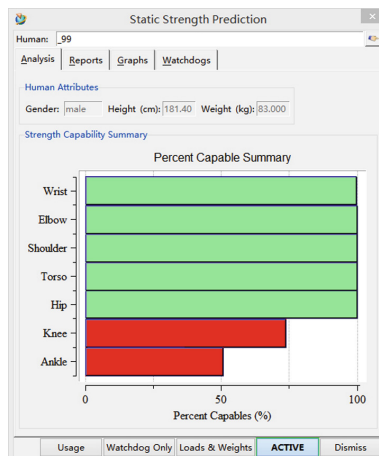 Static Strength Prediction
Human: _99
Analysis Reports Graphs Watchdogs
Human Attributes
Gender: male Height (cm): 181.40 Weight (kg): 83.000
Strength Capability Summary
Percent Capable Summary
Wrist
Elbow
Shoulder
Torso
Hip
Knee
Ankle
0 50 100
Percent Capables (%)
Usage Watchdog Only Loads & Weights ACTIVE Dismiss